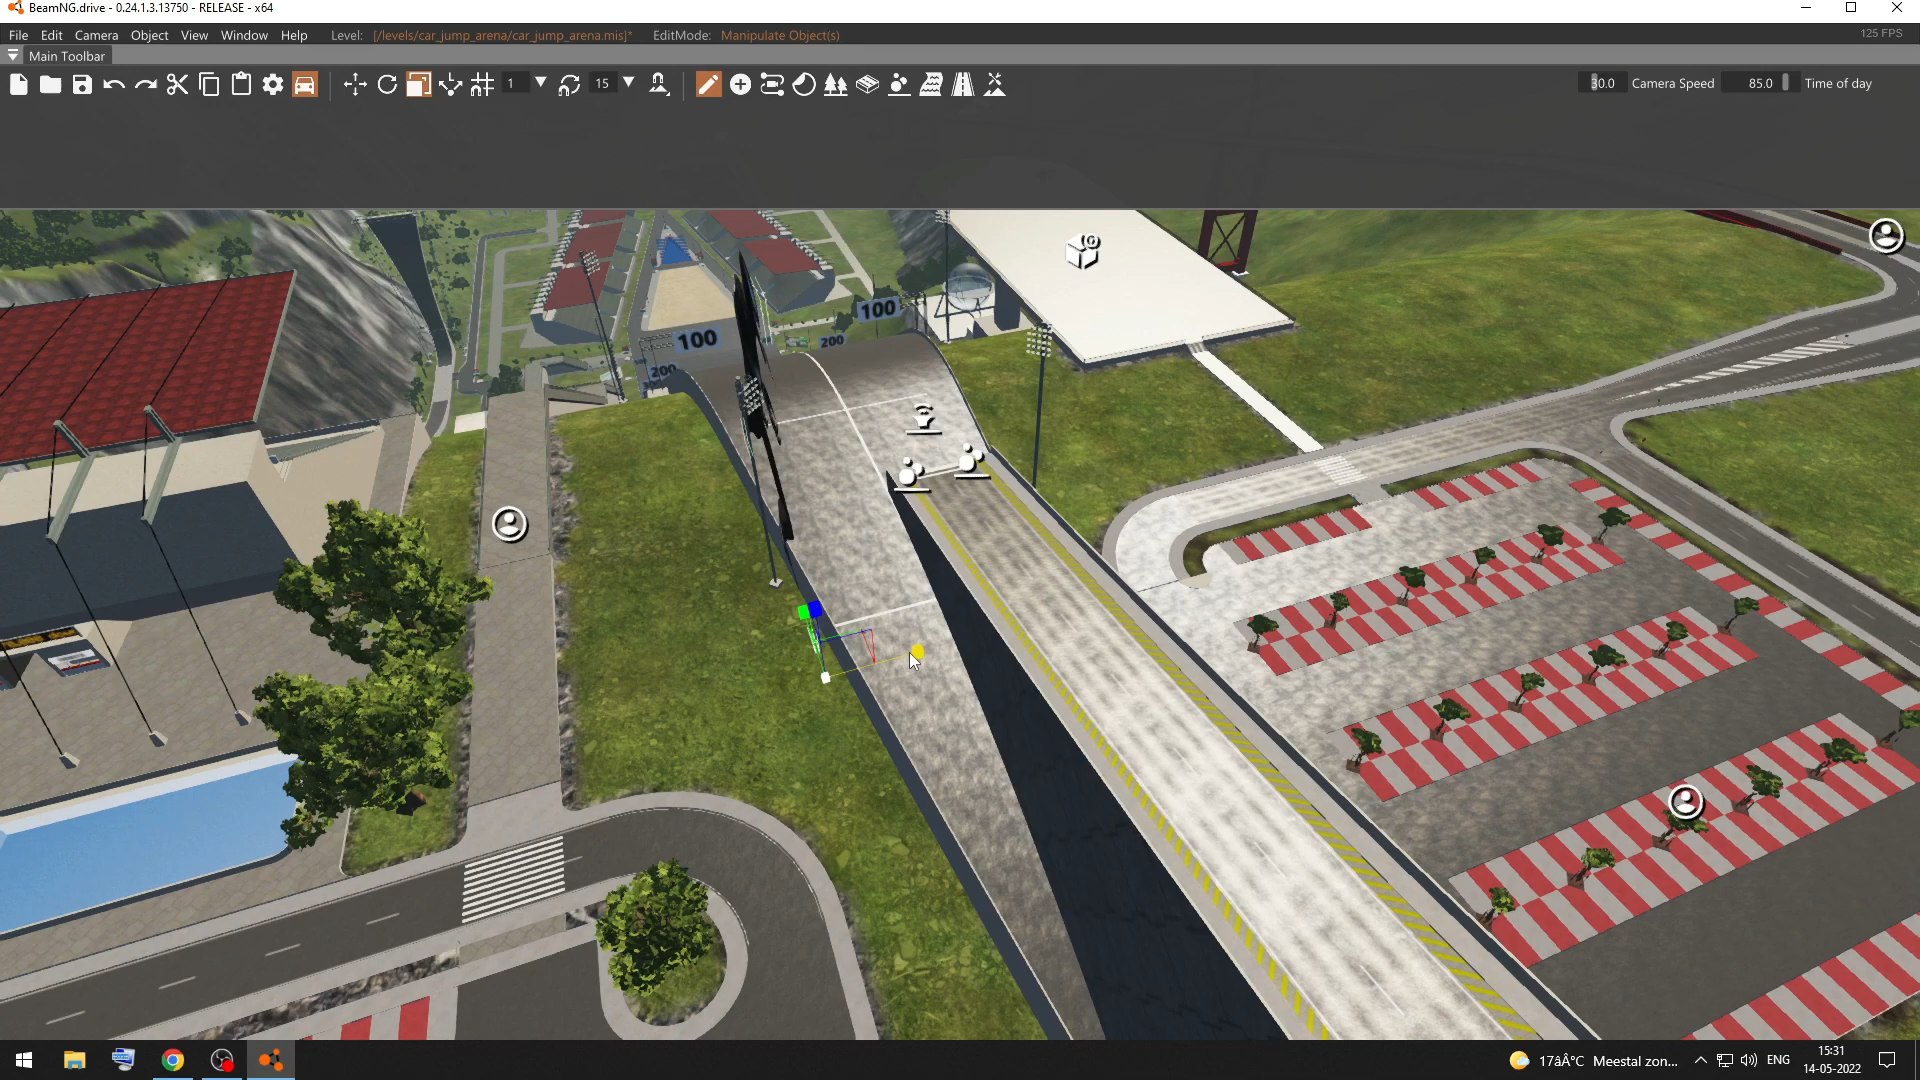 BeamNG.drive - 0.24.1.3.13750 - RELEASE - x64
File Edit Camera Object View Window Help Level: [/levels/car_jump_arena/car_jump_arena.mis]* EditMode: Manipulate Object(s) 125 FPS
Main Toolbar
1 15 30.0 Camera Speed 85.0 Time of day
100
100
200
200
17âÂ°C Meestal zon... ENG
15:31
14-05-2022